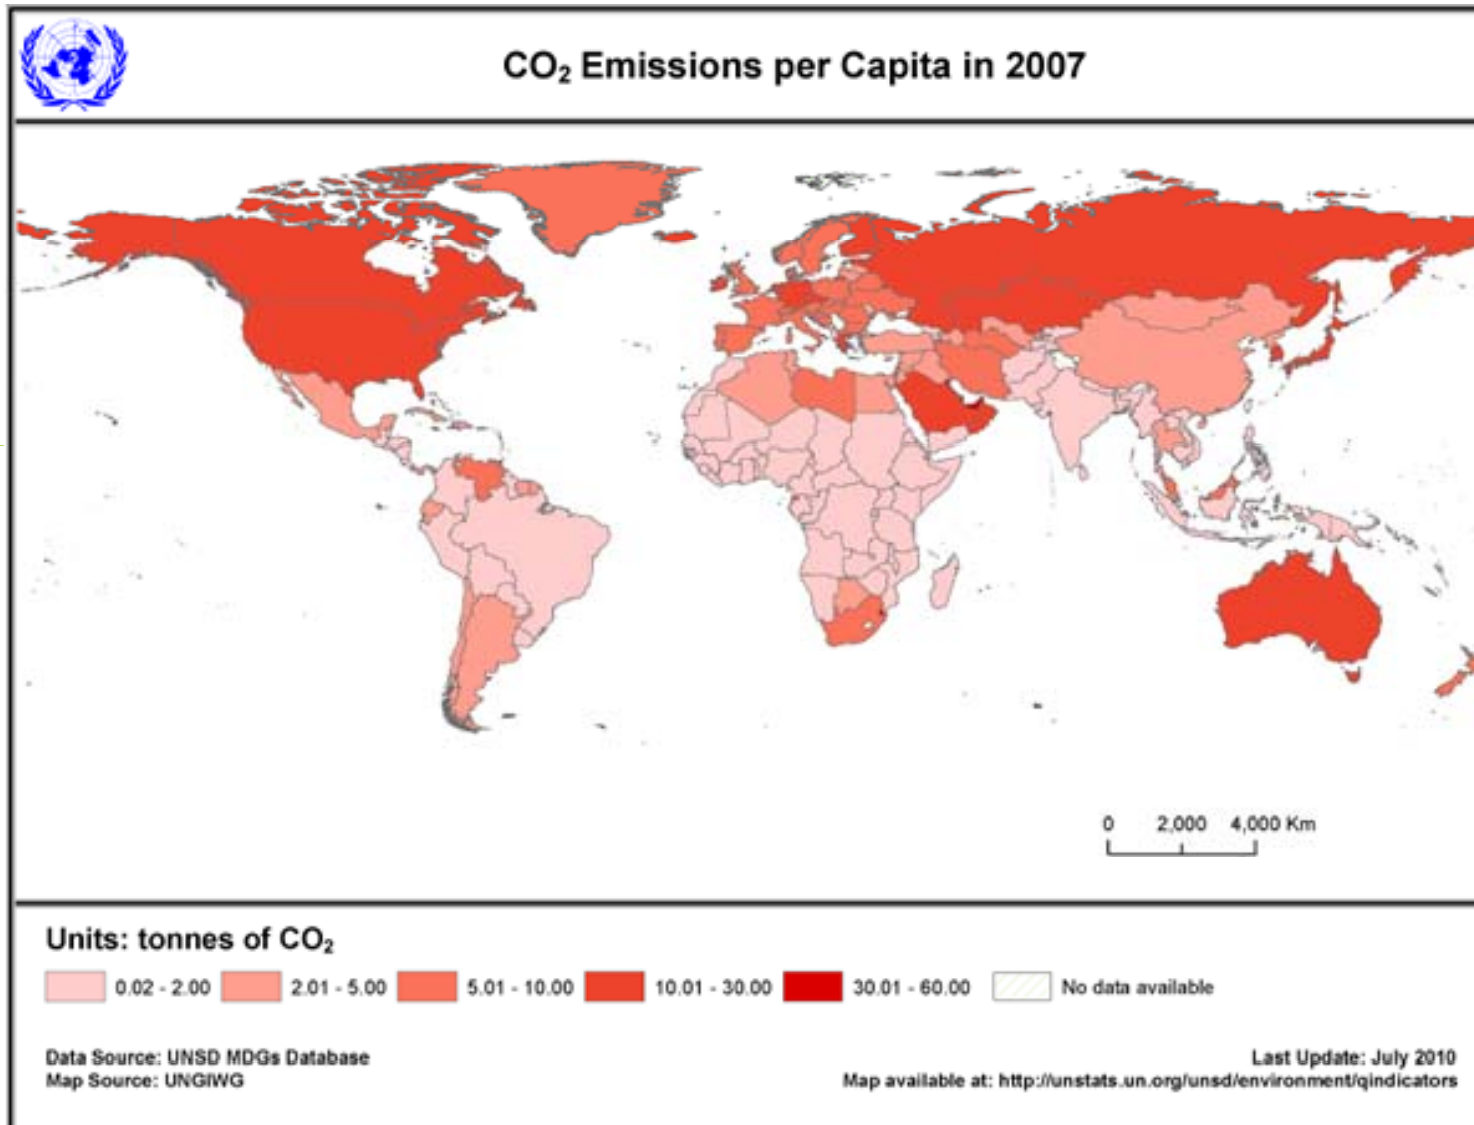 CO₂ Emissions per Capita in 2007
0 2,000 4,000 Km
Units: tonnes of CO₂
0.02 - 2.00 2.01 - 5.00 5.01 - 10.00 10.01 - 30.00 30.01 - 60.00 No data available
Data Source: UNSD MDGs Database Last Update: July 2010
Map Source: UNGIWG Map available at: http://unstats.un.org/unsd/environment/qindicators